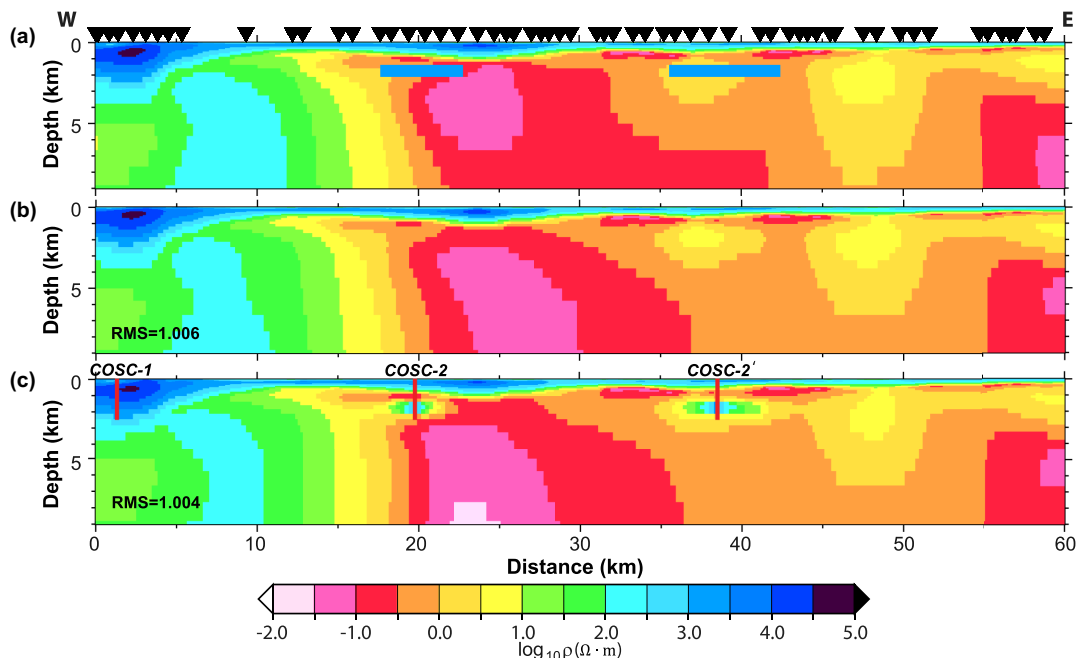 W E
(a)
0
5
Depth (km)
(b)
0
5
Depth (km)
RMS=1.006
COSC-1 COSC-2 COSC-2′
(c)
0
5
Depth (km)
RMS=1.004
0 10 20 30 40 50 60
Distance (km)
-2.0 -1.0 0.0 1.0 2.0 3.0 4.0 5.0
log10ρ(Ω·m)